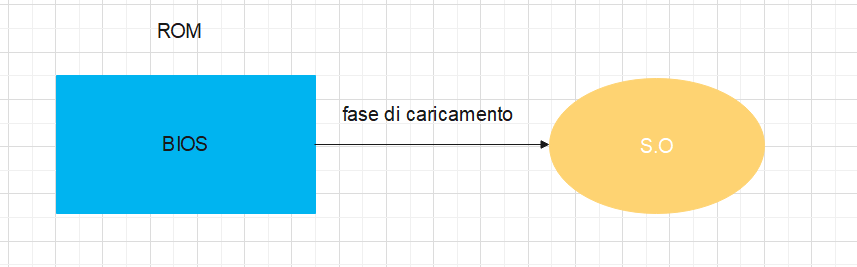 ROM
BIOS
fase di caricamento
S.O